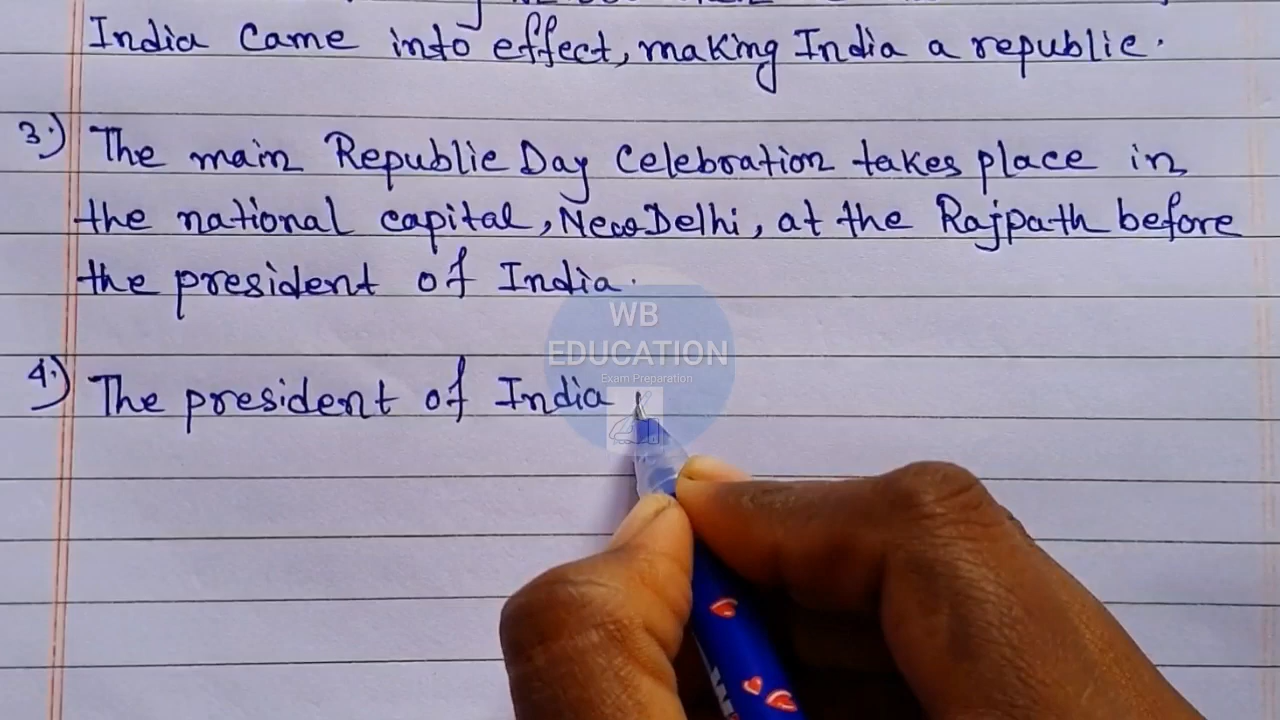 India Came into effect, making India a republic.
3.) The main Republic Day Celebration takes place in
the national capital, New Delhi, at the Rajpath before
the president of India.
WB
EDUCATION
Exam Preparation
4.) The president of India